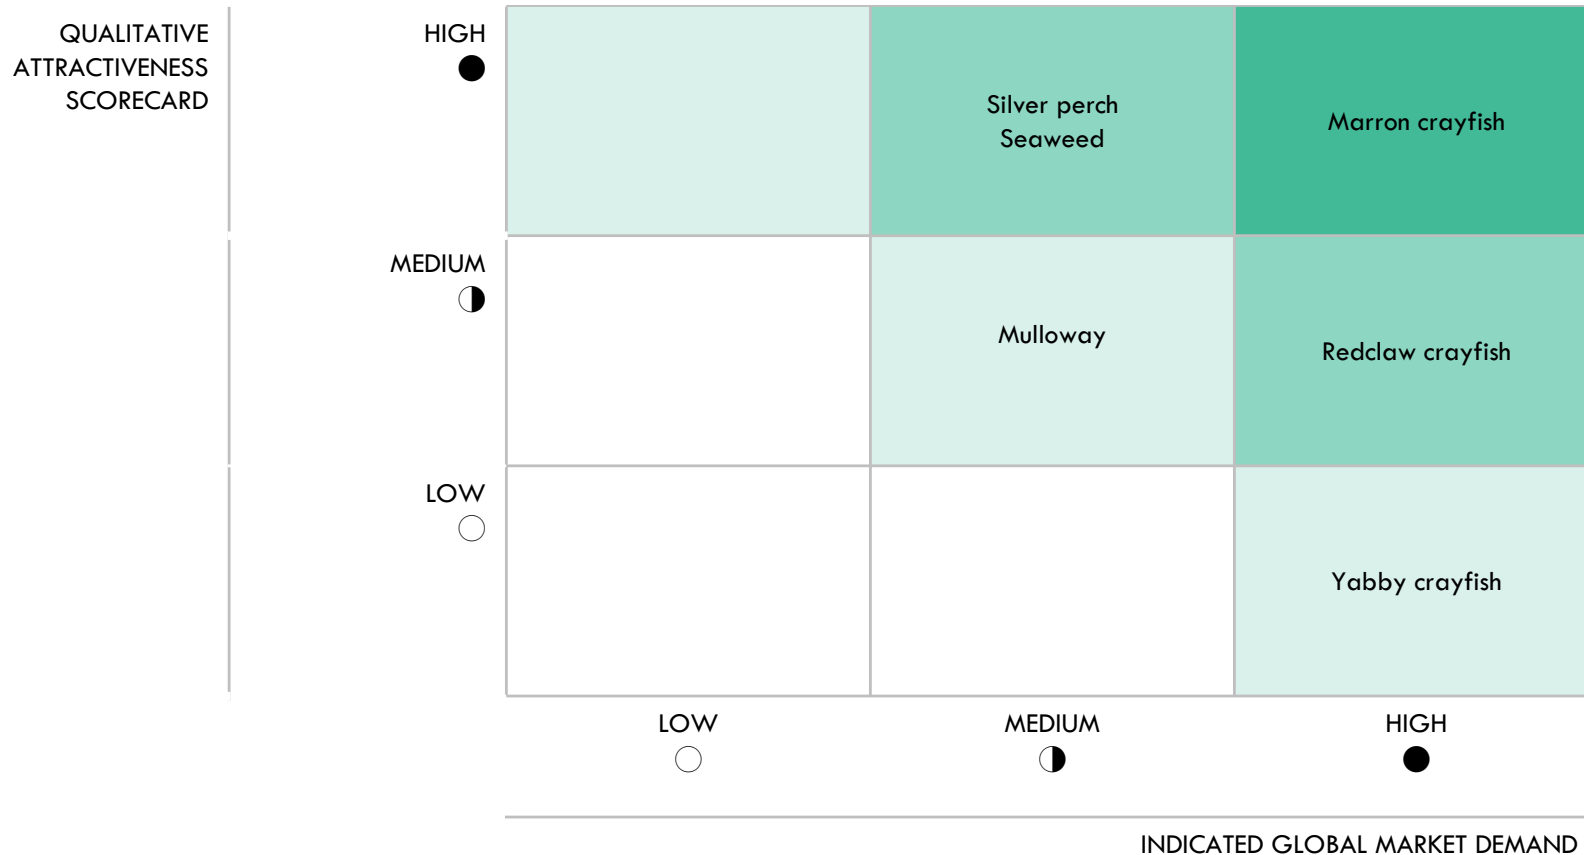 QUALITATIVE
ATTRACTIVENESS
SCORECARD
HIGH
Silver perch
Seaweed
Marron crayfish
MEDIUM
Mulloway
Redclaw crayfish
LOW
Yabby crayfish
LOW
MEDIUM
HIGH
INDICATED GLOBAL MARKET DEMAND